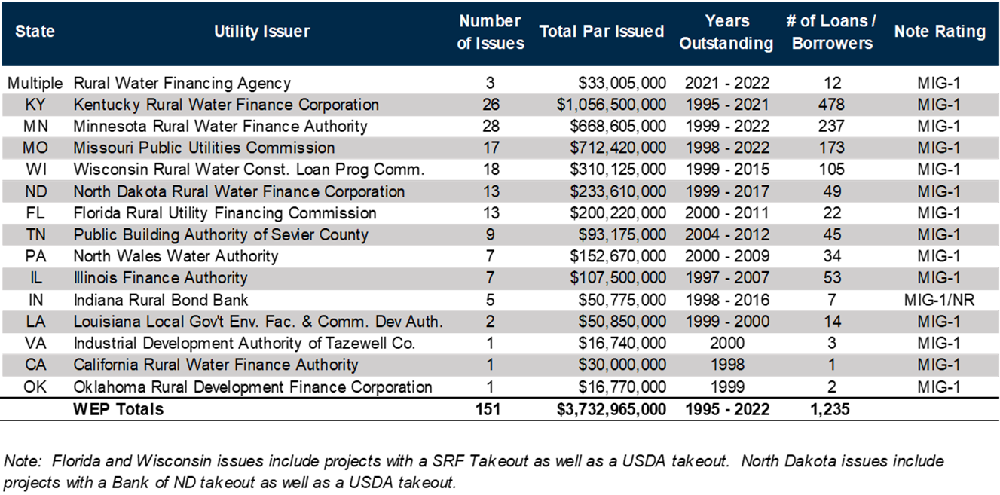 State Utility Issuer Number of Issues Total Par Issued Years Outstanding # of Loans / Borrowers Note Rating
Multiple Rural Water Financing Agency 3 $33,005,000 2021 - 2022 12 MIG-1
KY Kentucky Rural Water Finance Corporation 26 $1,056,500,000 1995 - 2021 478 MIG-1
MN Minnesota Rural Water Finance Authority 28 $668,605,000 1999 - 2022 237 MIG-1
MO Missouri Public Utilities Commission 17 $712,420,000 1998 - 2022 173 MIG-1
WI Wisconsin Rural Water Const. Loan Prog Comm. 18 $310,125,000 1999 - 2015 105 MIG-1
ND North Dakota Rural Water Finance Corporation 13 $233,610,000 1999 - 2017 49 MIG-1
FL Florida Rural Utility Financing Commission 13 $200,220,000 2000 - 2011 22 MIG-1
TN Public Building Authority of Sevier County 9 $93,175,000 2004 - 2012 45 MIG-1
PA North Wales Water Authority 7 $152,670,000 2000 - 2009 34 MIG-1
IL Illinois Finance Authority 7 $107,500,000 1997 - 2007 53 MIG-1
IN Indiana Rural Bond Bank 5 $50,775,000 1998 - 2016 7 MIG-1/NR
LA Louisiana Local Gov't Env. Fac. & Comm. Dev Auth. 2 $50,850,000 1999 - 2000 14 MIG-1
VA Industrial Development Authority of Tazewell Co. 1 $16,740,000 2000 3 MIG-1
CA California Rural Water Finance Authority 1 $30,000,000 1998 1 MIG-1
OK Oklahoma Rural Development Finance Corporation 1 $16,770,000 1999 2 MIG-1
WEP Totals 151 $3,732,965,000 1995 - 2022 1,235
Note: Florida and Wisconsin issues include projects with a SRF Takeout as well as a USDA takeout. North Dakota issues include
projects with a Bank of ND takeout as well as a USDA takeout.